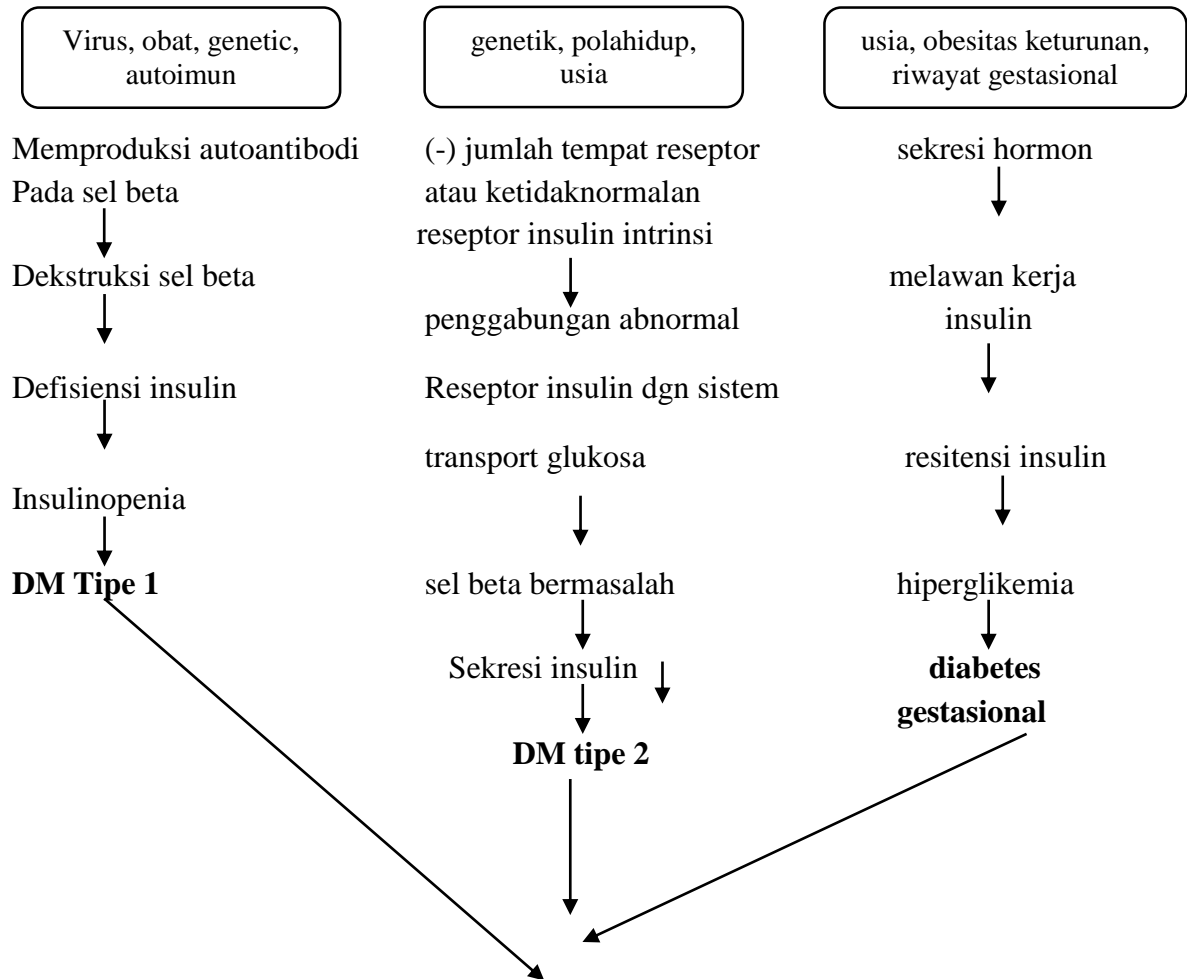 Virus, obat, genetic,
autoimun
Memproduksi autoantibodi
Pada sel beta
Dekstruksi sel beta
Defisiensi insulin
Insulinopenia
DM Tipe 1
genetik, polahidup,
usia
(-) jumlah tempat reseptor
atau ketidaknormalan
reseptor insulin intrinsi
penggabungan abnormal
Reseptor insulin dgn sistem
transport glukosa
sel beta bermasalah
Sekresi insulin
DM tipe 2
usia, obesitas keturunan,
riwayat gestasional
sekresi hormon
melawan kerja
insulin
resitensi insulin
hiperglikemia
diabetes
gestasional